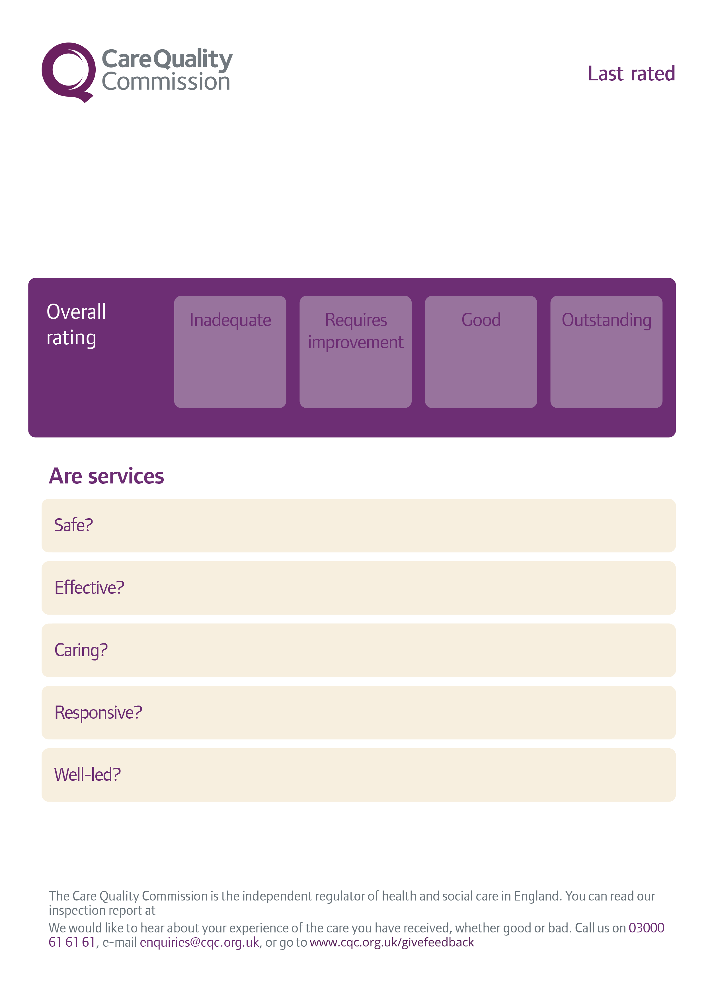 CareQuality
Commission
Last rated
Overall
rating
Inadequate
Requires
improvement
Good
Outstanding
Are services
Safe?
Effective?
Caring?
Responsive?
Well-led?
The Care Quality Commission is the independent regulator of health and social care in England. You can read our
inspection report at
We would like to hear about your experience of the care you have received, whether good or bad. Call us on 03000
61 61 61, e-mail enquiries@cqc.org.uk, or go to www.cqc.org.uk/givefeedback